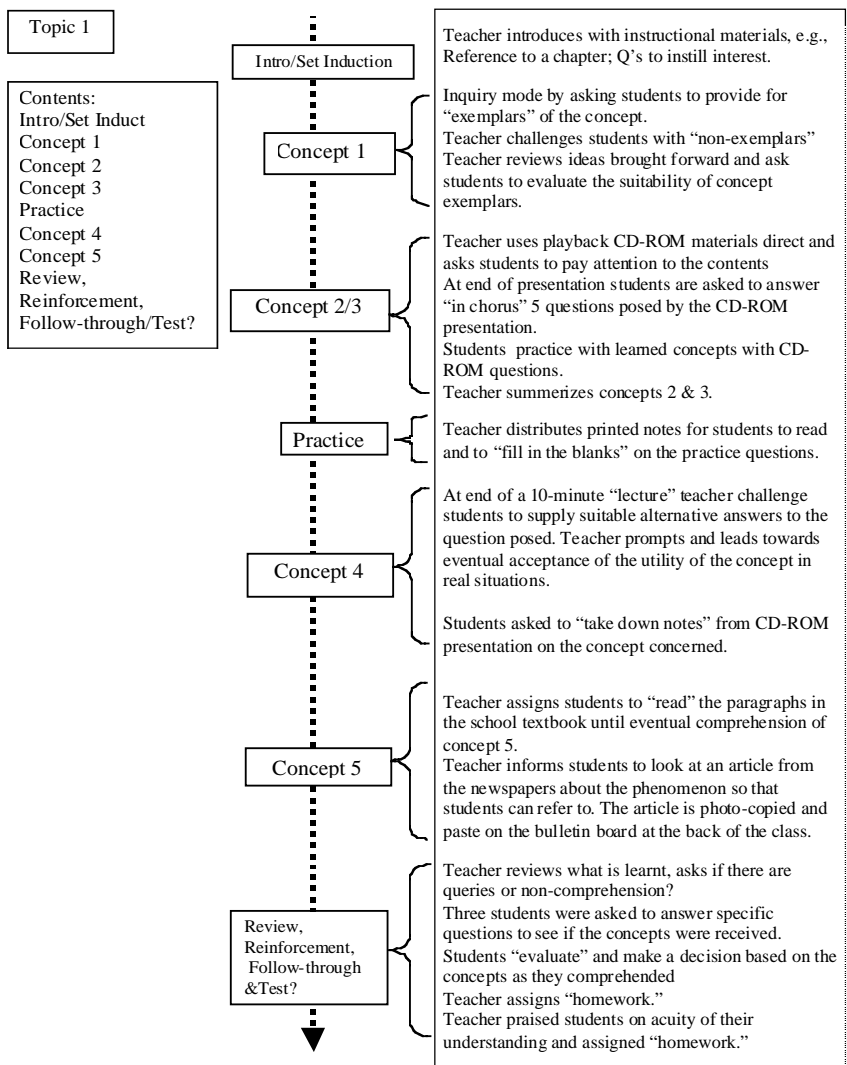 Topic 1
Contents:
Intro/Set Induct
Concept 1
Concept 2
Concept 3
Practice
Concept 4
Concept 5
Review,
Reinforcement,
Follow-through/Test?
Intro/Set Induction
Teacher introduces with instructional materials, e.g.,
Reference to a chapter; Q's to instill interest.
Concept 1
Inquiry mode by asking students to provide for
“exemplars” of the concept.
Teacher challenges students with “non-exemplars”
Teacher reviews ideas brought forward and ask
students to evaluate the suitability of concept
exemplars.
Concept 2/3
Teacher uses playback CD-ROM materials direct and
asks students to pay attention to the contents
At end of presentation students are asked to answer
“in chorus” 5 questions posed by the CD-ROM
presentation.
Students practice with learned concepts with CD-
ROM questions.
Teacher summerizes concepts 2 & 3.
Practice
Teacher distributes printed notes for students to read
and to “fill in the blanks” on the practice questions.
Concept 4
At end of a 10-minute “lecture” teacher challenge
students to supply suitable alternative answers to the
question posed. Teacher prompts and leads towards
eventual acceptance of the utility of the concept in
real situations.
Students asked to “take down notes” from CD-ROM
presentation on the concept concerned.
Concept 5
Teacher assigns students to “read” the paragraphs in
the school textbook until eventual comprehension of
concept 5.
Teacher informs students to look at an article from
the newspapers about the phenomenon so that
students can refer to. The article is photo-copied and
paste on the bulletin board at the back of the class.
Review,
Reinforcement,
Follow-through
&Test?
Teacher reviews what is learnt, asks if there are
queries or non-comprehension?
Three students were asked to answer specific
questions to see if the concepts were received.
Students “evaluate” and make a decision based on the
concepts as they comprehended
Teacher assigns “homework.”
Teacher praised students on acuity of their
understanding and assigned “homework.”